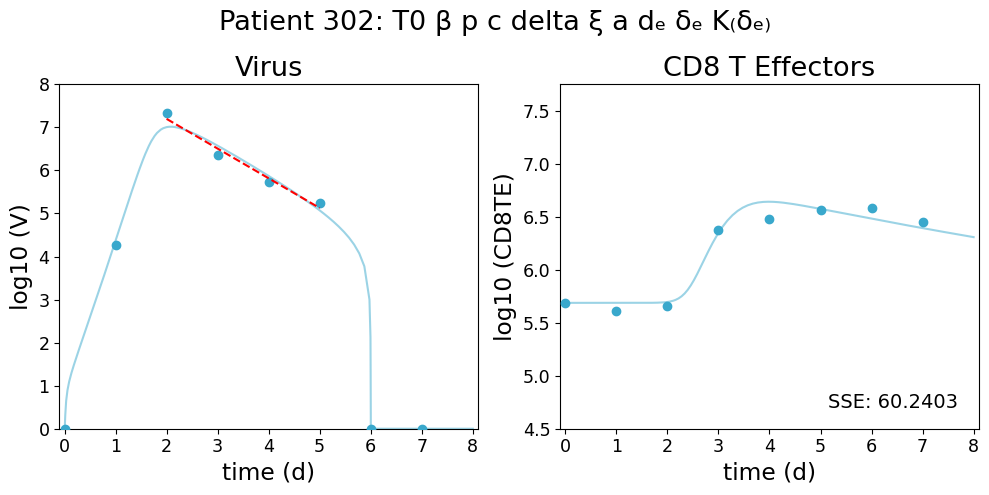 Patient 302: T0 β p c delta ξ a dₑ δₑ K₍δₑ₎
Virus
CD8 T Effectors
log10 (V)
8
7
6
5
4
3
2
1
0
0 1 2 3 4 5 6 7 8
time (d)
log10 (CD8TE)
7.5
7.0
6.5
6.0
5.5
5.0
4.5
SSE: 60.2403
0 1 2 3 4 5 6 7 8
time (d)